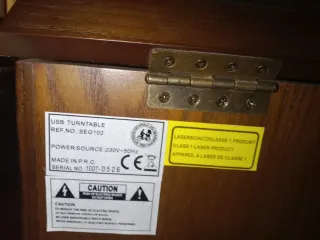 USB TURNTABLE
REF.NO.:SEG102
POWER SOURCE:230V~50Hz
MADE IN P.R.C.
SERIAL NO. 1007-0526
CE
LASERSCHUTZKLASSE 1 PRODUKT
CLASS 1 LASER PRODUCT
APPAREIL A LASER DE CLASSE 1
CAUTION